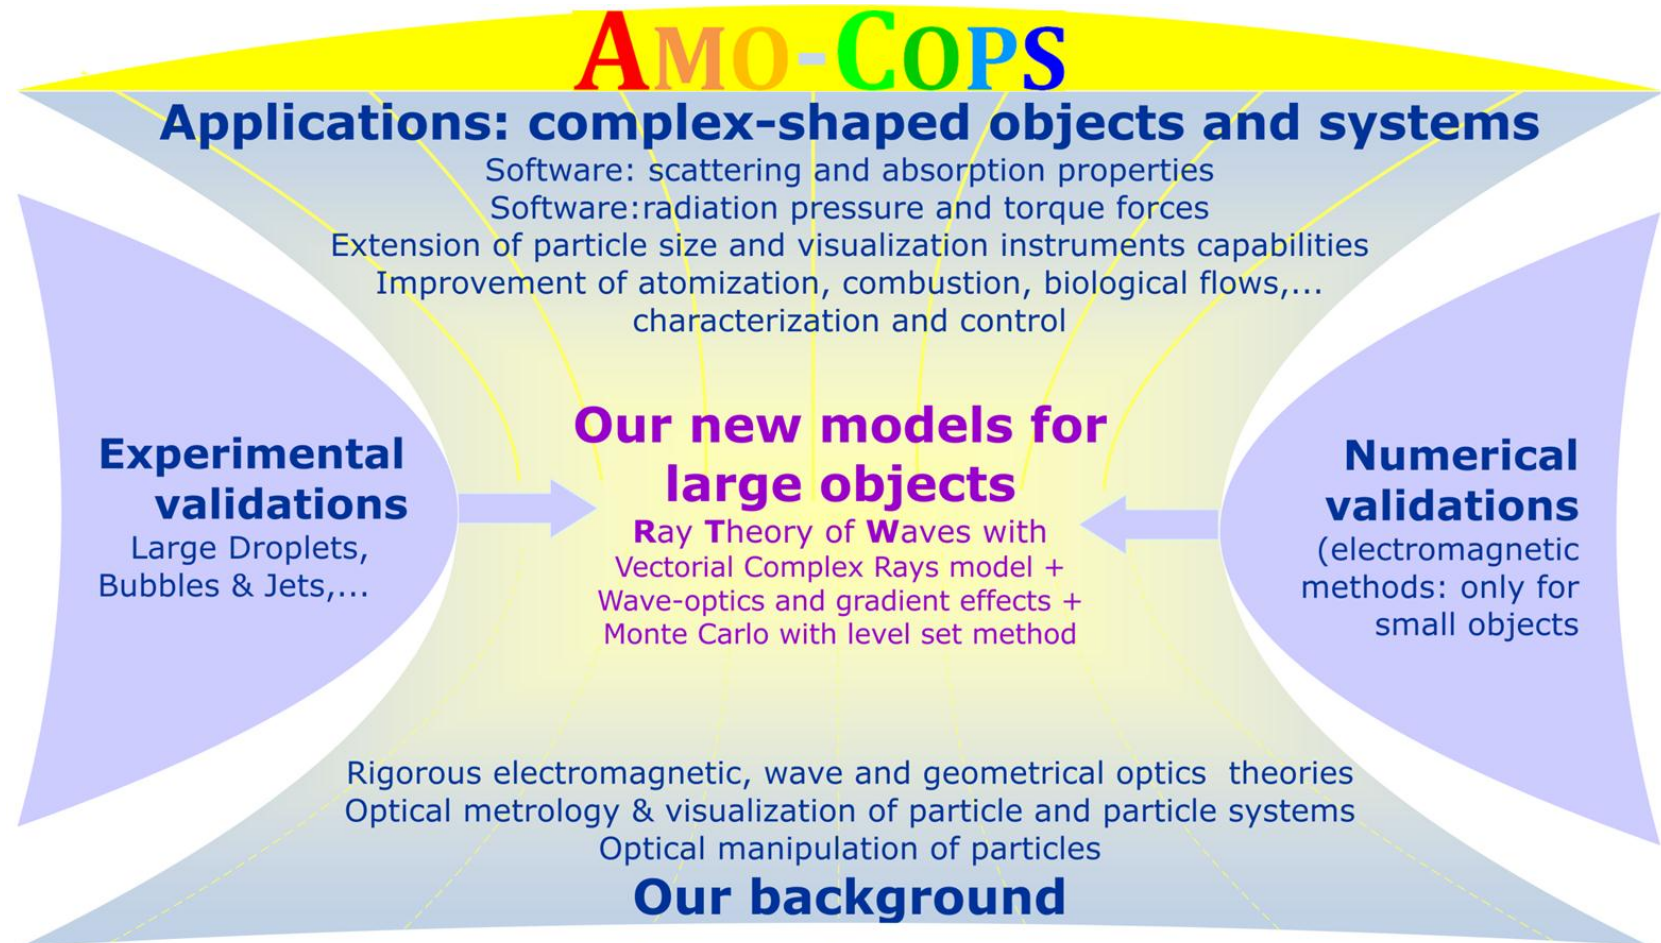 AMO-COPS
Applications: complex-shaped objects and systems
Software: scattering and absorption properties
Software:radiation pressure and torque forces
Extension of particle size and visualization instruments capabilities
Improvement of atomization, combustion, biological flows,...
characterization and control
Experimental
validations
Large Droplets,
Bubbles & Jets,...
Our new models for
large objects
Ray Theory of Waves with
Vectorial Complex Rays model +
Wave-optics and gradient effects +
Monte Carlo with level set method
Numerical
validations
(electromagnetic
methods: only for
small objects
Rigorous electromagnetic, wave and geometrical optics theories
Optical metrology & visualization of particle and particle systems
Optical manipulation of particles
Our background